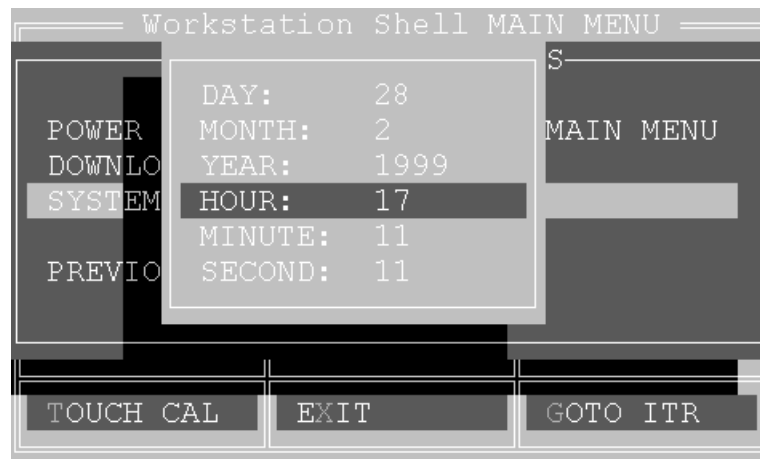 Workstation Shell MAIN MENU
S
DAY: 28
POWER MONTH: 2 MAIN MENU
DOWNLO YEAR: 1999
SYSTEM HOUR: 17
MINUTE: 11
PREVIO SECOND: 11
TOUCH CAL EXIT GOTO ITR